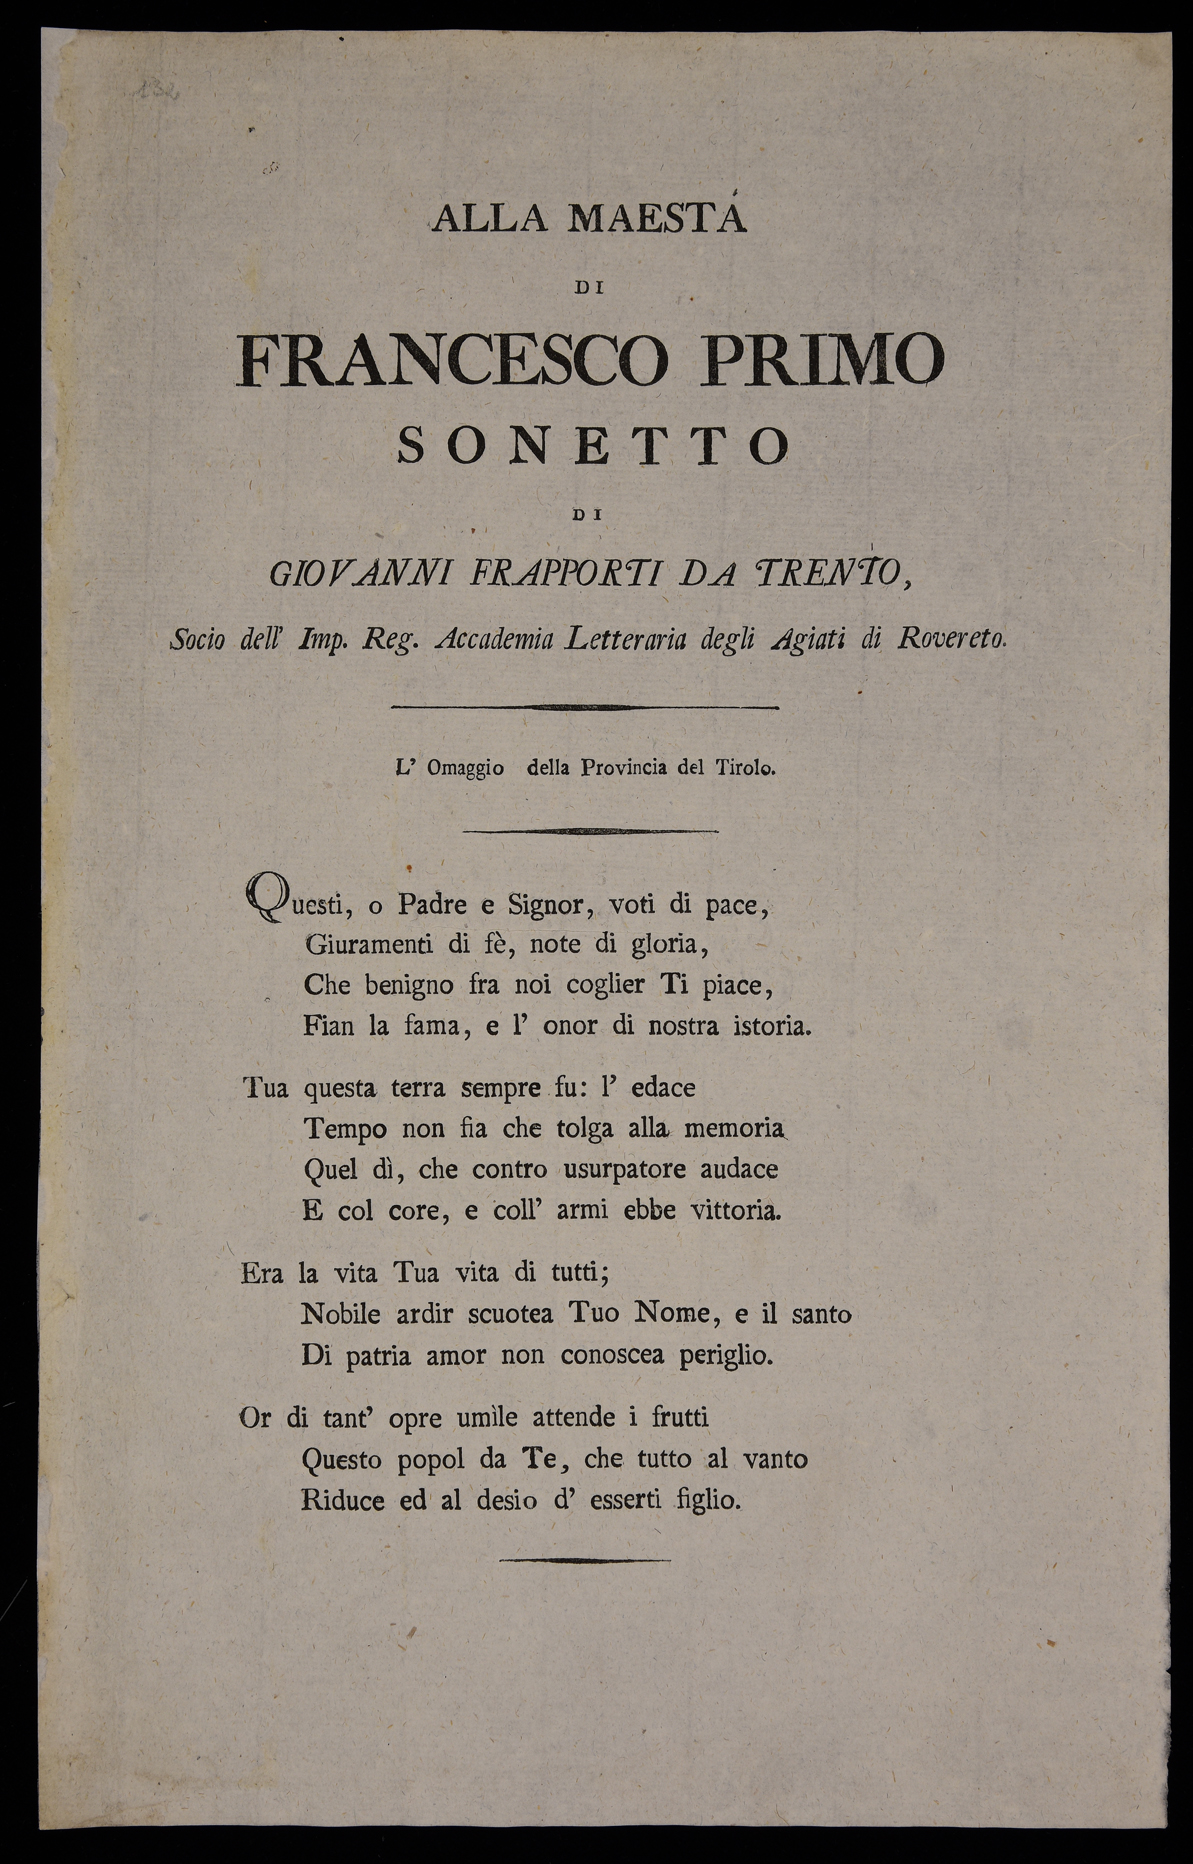 132
ALLA MAESTÁ
DI
FRANCESCO PRIMO
SONETTO
DI
GIOVANNI FRAPPORTI DA TRENTO,
Socio dell' Imp. Reg. Accademia Letteraria degli Agiati di Rovereto.
L' Omaggio della Provincia del Tirolo.
Questi, o Padre e Signor, voti di pace,
Giuramenti di fè, note di gloria,
Che benigno fra noi coglier Ti piace,
Fian la fama, e l' onor di nostra istoria.
Tua questa terra sempre fu: l' edace
Tempo non fia che tolga alla memoria
Quel dì, che contro usurpatore audace
E col core, e coll' armi ebbe vittoria.
Era la vita Tua vita di tutti;
Nobile ardir scuotea Tuo Nome, e il santo
Di patria amor non conoscea periglio.
Or di tant' opre umìle attende i frutti
Questo popol da Te, che tutto al vanto
Riduce ed al desio d' esserti figlio.